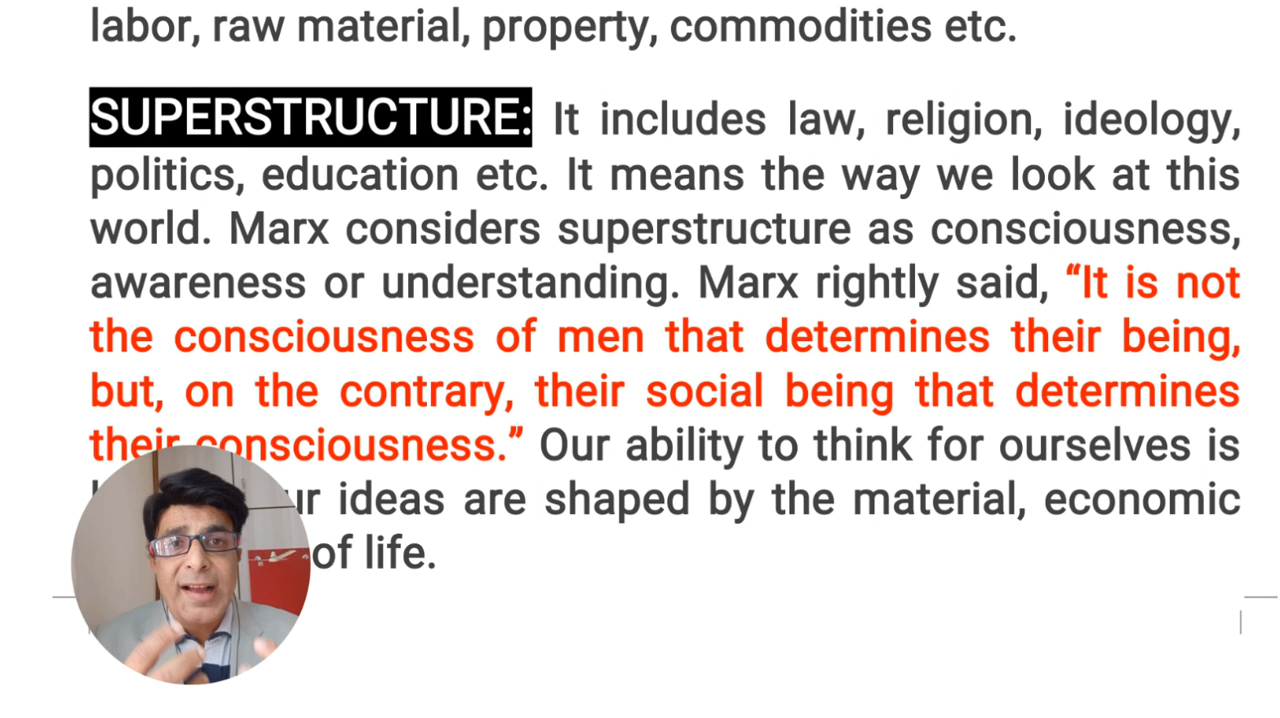 labor, raw material, property, commodities etc.
SUPERSTRUCTURE: It includes law, religion, ideology,
politics, education etc. It means the way we look at this
world. Marx considers superstructure as consciousness,
awareness or understanding. Marx rightly said, “It is not
the consciousness of men that determines their being,
but, on the contrary, their social being that determines
their consciousness.” Our ability to think for ourselves is
ideas are shaped by the material, economic
of life.